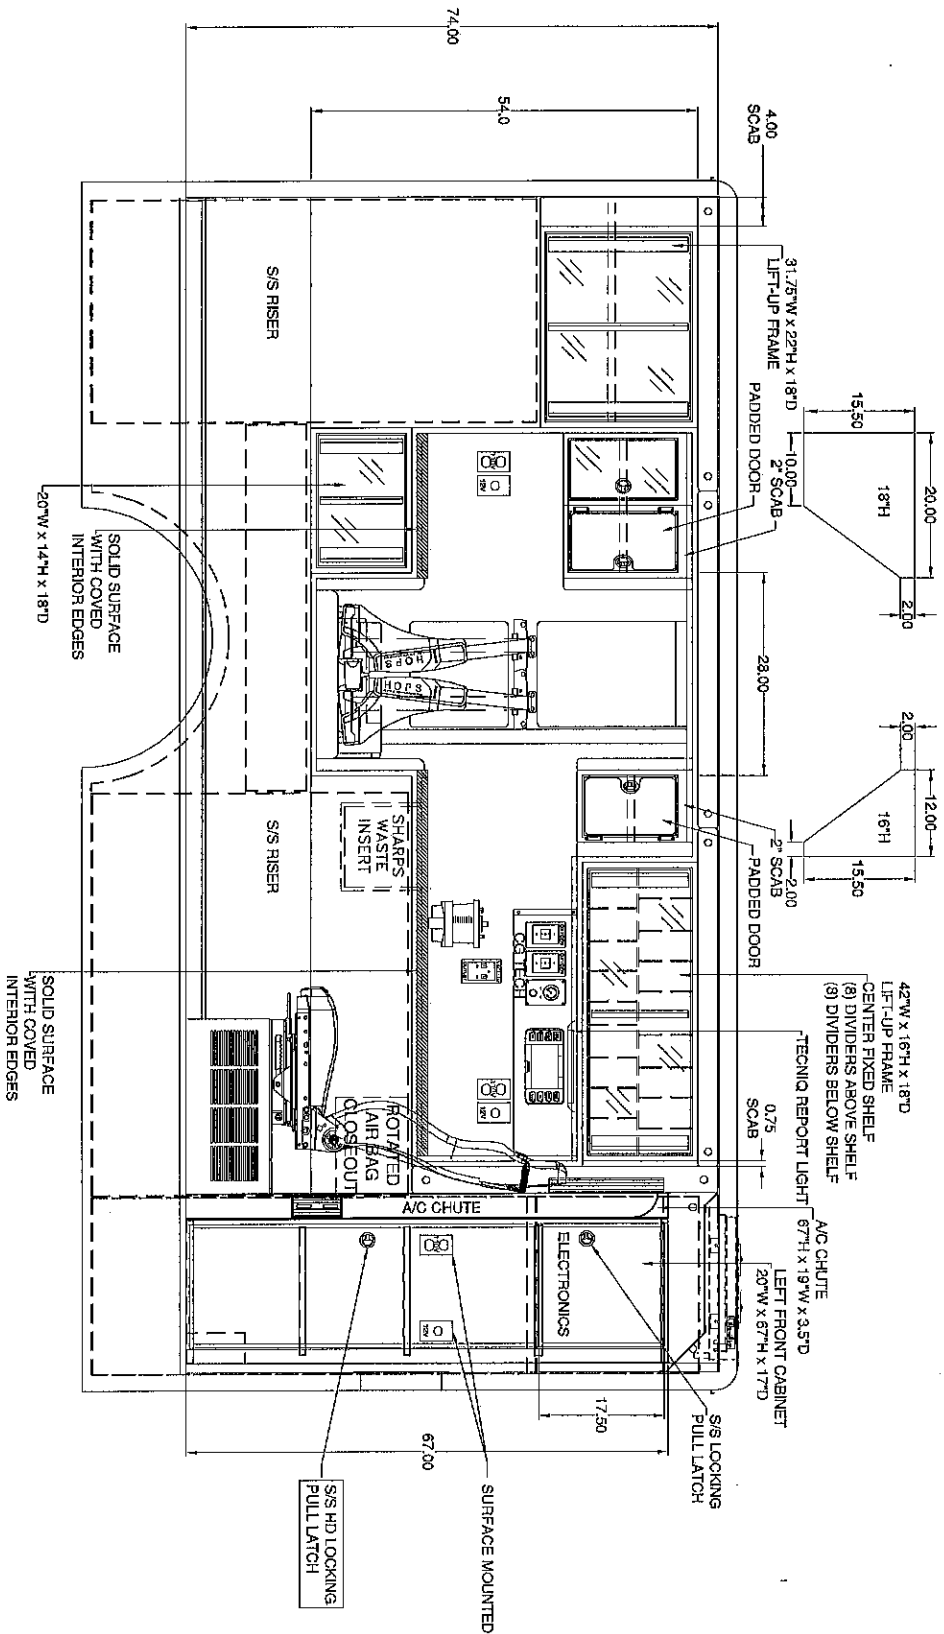 20.00
15.50
18"H
10.00
2.00
2.00
12.00
16"H
15.50
2.00
31.75"W x 22"H x 18"D
LIFT-UP FRAME
4.00
SCAB
2" SCAB
PADDED DOOR
28.00
2" SCAB
PADDED DOOR
42"W x 16"H x 18"D
LIFT-UP FRAME
CENTER FIXED SHELF
(8) DIVIDERS ABOVE SHELF
(8) DIVIDERS BELOW SHELF
TECNIQ REPORT LIGHT
0.75
SCAB
A/C CHUTE
67"H x 19"W x 3.5"D
LEFT FRONT CABINET
20"W x 67"H x 17"D
S/S LOCKING
PULL LATCH
74.00
54.0
17.50
67.00
ELECTRONICS
12V
12V
12V
HOPS
HOPS
A/C CHUTE
SURFACE MOUNTED
SHARPS
WASTE
INSERT
ROTATED
AIR BAG
CLOSEOUT
S/S HD LOCKING
PULL LATCH
S/S RISER
S/S RISER
20"W x 14"H x 18"D
SOLID SURFACE
WITH COVED
INTERIOR EDGES
SOLID SURFACE
WITH COVED
INTERIOR EDGES